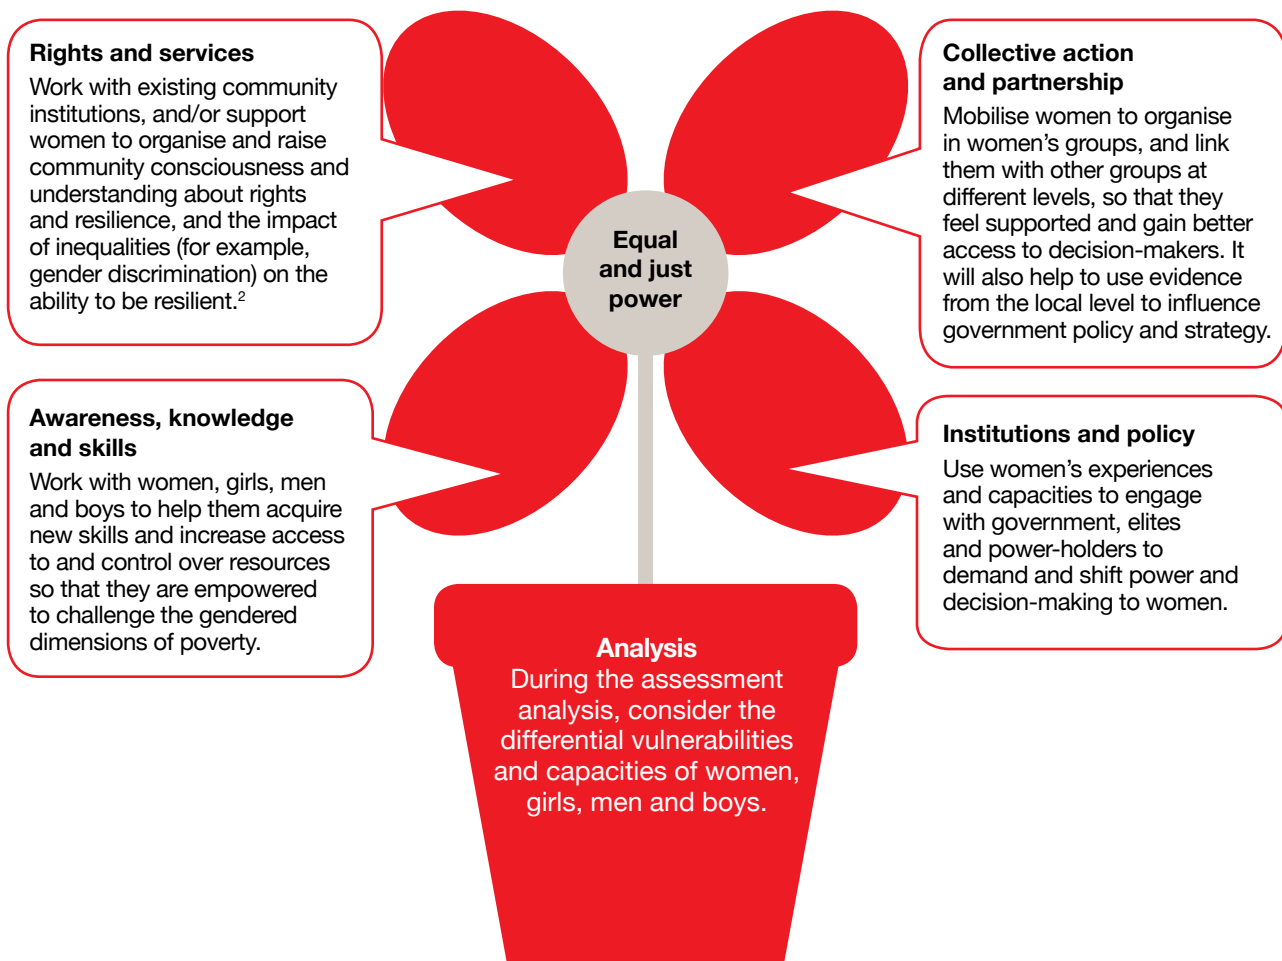 Rights and services
Work with existing community
institutions, and/or support
women to organise and raise
community consciousness and
understanding about rights
and resilience, and the impact
of inequalities (for example,
gender discrimination) on the
ability to be resilient.²
Collective action
and partnership
Mobilise women to organise
in women’s groups, and link
them with other groups at
different levels, so that they
feel supported and gain better
access to decision-makers. It
will also help to use evidence
from the local level to influence
government policy and strategy.
Equal
and just
power
Awareness, knowledge
and skills
Work with women, girls, men
and boys to help them acquire
new skills and increase access
to and control over resources
so that they are empowered
to challenge the gendered
dimensions of poverty.
Institutions and policy
Use women’s experiences
and capacities to engage
with government, elites
and power-holders to
demand and shift power and
decision-making to women.
Analysis
During the assessment
analysis, consider the
differential vulnerabilities
and capacities of women,
girls, men and boys.